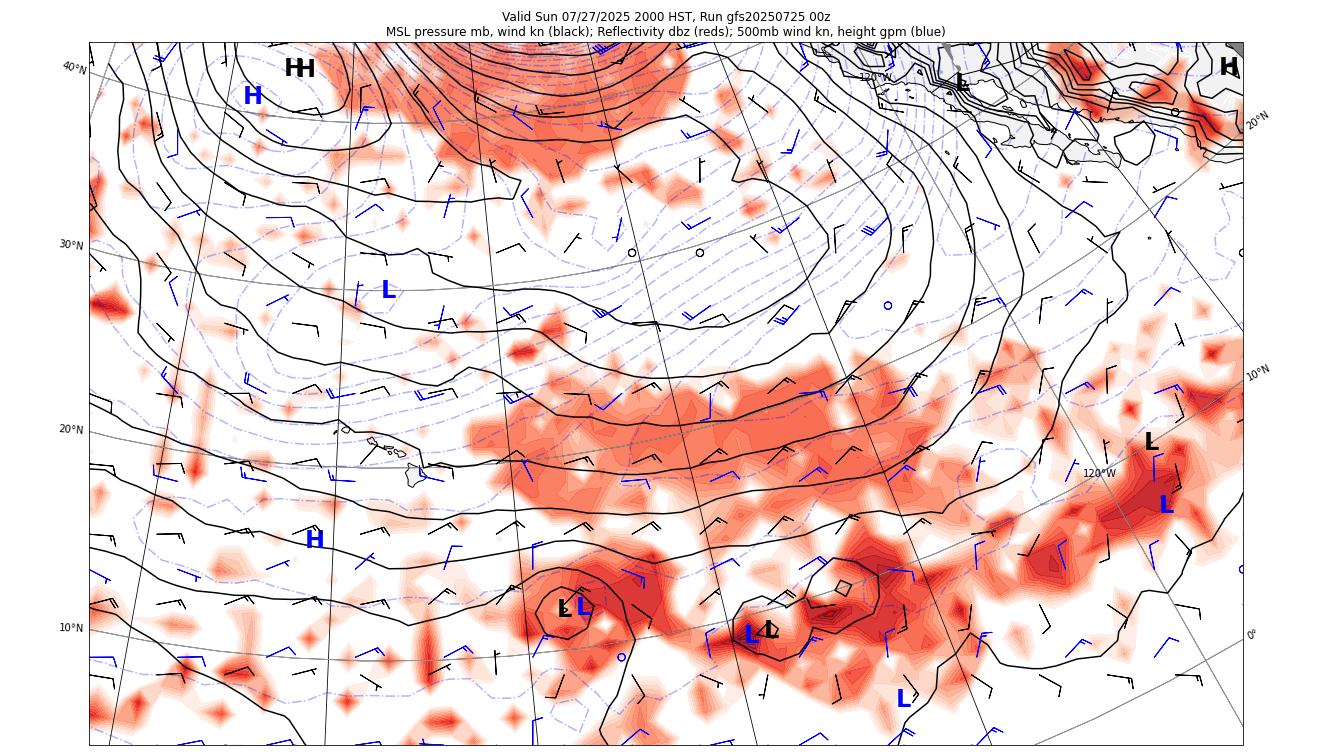 Valid Sun 07/27/2025 2000 HST, Run gfs20250725 00z
MSL pressure mb, wind kn (black); Reflectivity dbz (reds); 500mb wind kn, height gpm (blue)
40°N H H H 120°W L H
20°N
30°N
L
10°N
20°N
L
120°W
L
H
L L
10°N L L 0°
L